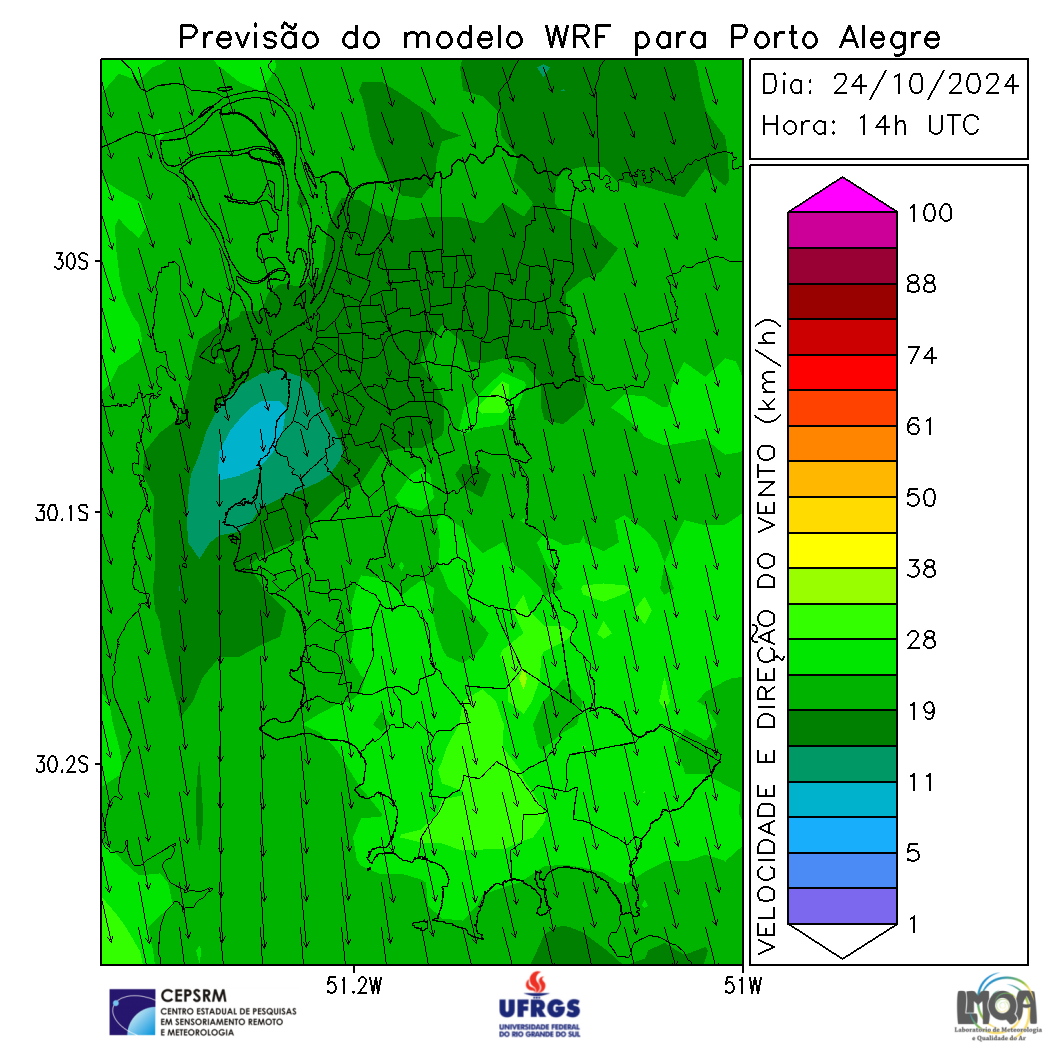 Previsão do modelo WRF para Porto Alegre
Dia: 24/10/2024
Hora: 14h UTC
30S
30.1S
30.2S
51.2W
51W
VELOCIDADE E DIREÇÃO DO VENTO (km/h)
100
88
74
61
50
38
28
19
11
5
1
CEPSRM
CENTRO ESTADUAL DE PESQUISAS
EM SENSORIAMENTO REMOTO
E METEOROLOGIA
UFRGS
UNIVERSIDADE FEDERAL
DO RIO GRANDE DO SUL
LMQA
Laboratório de Meteorologia
e Qualidade do Ar